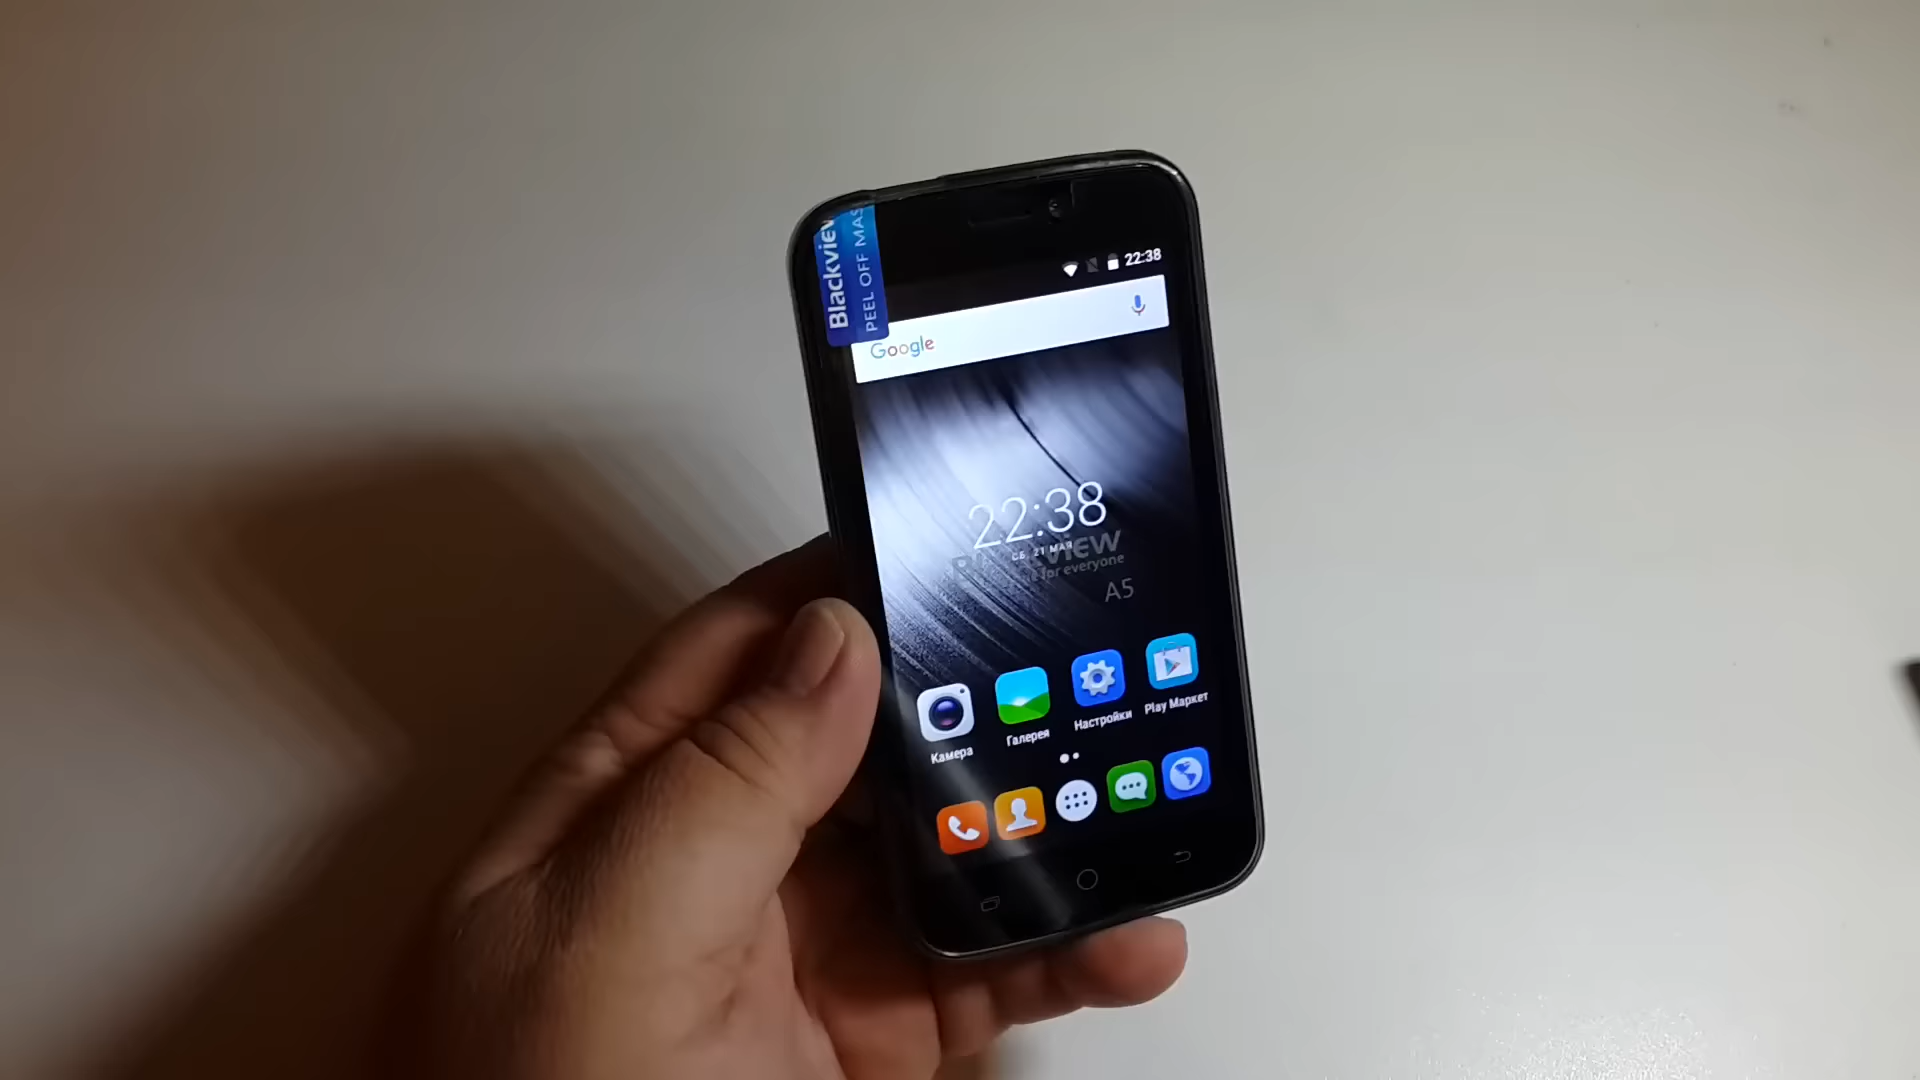 Blackview
PEEL OFF MAS
22:38
Google
22:38
СБ, 21 МАЯ
Blackview
for everyone
A5
Камера
Галерея
Настройки
Play Маркет